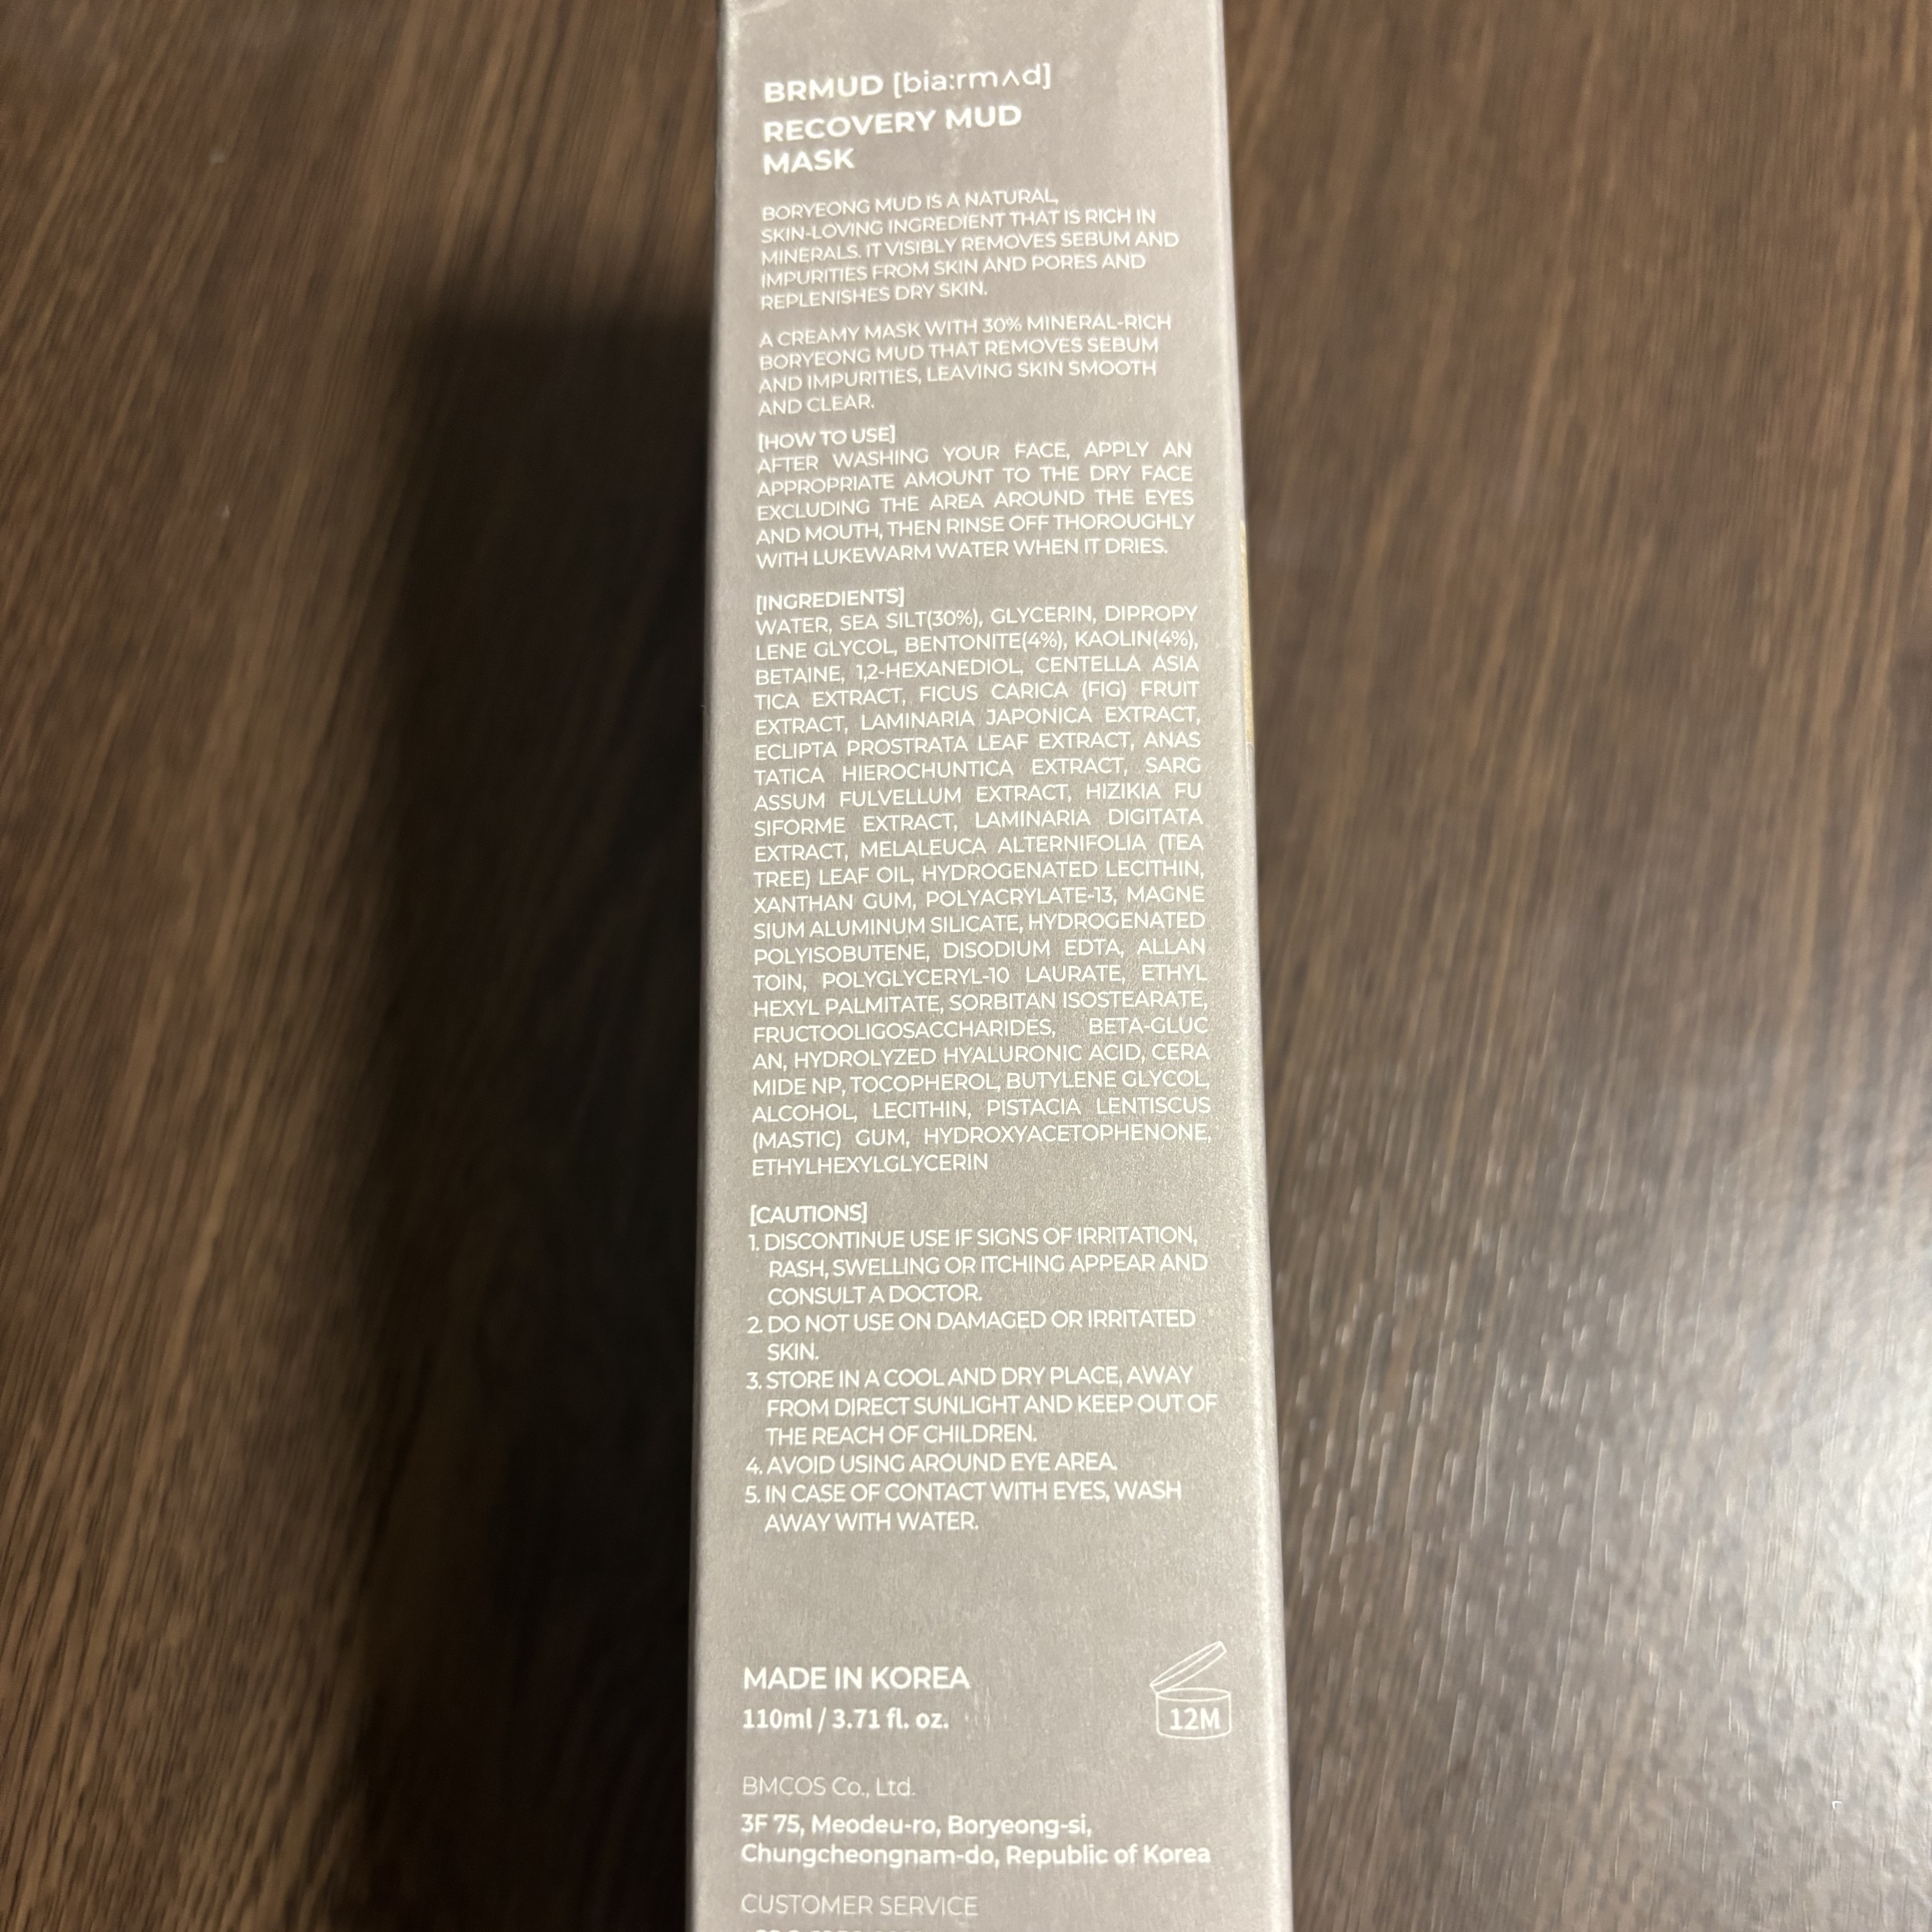 BRMUD [bia:rmʌd]
RECOVERY MUD
MASK
BORYEONG MUD IS A NATURAL,
SKIN-LOVING INGREDIENT THAT IS RICH IN
MINERALS. IT VISIBLY REMOVES SEBUM AND
IMPURITIES FROM SKIN AND PORES AND
REPLENISHES DRY SKIN.
A CREAMY MASK WITH 30% MINERAL-RICH
BORYEONG MUD THAT REMOVES SEBUM
AND IMPURITIES, LEAVING SKIN SMOOTH
AND CLEAR.
[HOW TO USE]
AFTER WASHING YOUR FACE, APPLY AN
APPROPRIATE AMOUNT TO THE DRY FACE
EXCLUDING THE AREA AROUND THE EYES
AND MOUTH, THEN RINSE OFF THOROUGHLY
WITH LUKEWARM WATER WHEN IT DRIES.
[INGREDIENTS]
WATER, SEA SILT(30%), GLYCERIN, DIPROPY
LENE GLYCOL, BENTONITE(4%), KAOLIN(4%),
BETAINE, 1,2-HEXANEDIOL, CENTELLA ASIA
TICA EXTRACT, FICUS CARICA (FIG) FRUIT
EXTRACT, LAMINARIA JAPONICA EXTRACT,
ECLIPTA PROSTRATA LEAF EXTRACT, ANAS
TATICA HIEROCHUNTICA EXTRACT, SARG
ASSUM FULVELLUM EXTRACT, HIZIKIA FU
SIFORME EXTRACT, LAMINARIA DIGITATA
EXTRACT, MELALEUCA ALTERNIFOLIA (TEA
TREE) LEAF OIL, HYDROGENATED LECITHIN,
XANTHAN GUM, POLYACRYLATE-13, MAGNE
SIUM ALUMINUM SILICATE, HYDROGENATED
POLYISOBUTENE, DISODIUM EDTA, ALLAN
TOIN, POLYGLYCERYL-10 LAURATE, ETHYL
HEXYL PALMITATE, SORBITAN ISOSTEARATE,
FRUCTOOLIGOSACCHARIDES, BETA-GLUC
AN, HYDROLYZED HYALURONIC ACID, CERA
MIDE NP, TOCOPHEROL, BUTYLENE GLYCOL,
ALCOHOL, LECITHIN, PISTACIA LENTISCUS
(MASTIC) GUM, HYDROXYACETOPHENONE,
ETHYLHEXYLGLYCERIN
[CAUTIONS]
1. DISCONTINUE USE IF SIGNS OF IRRITATION,
RASH, SWELLING OR ITCHING APPEAR AND
CONSULT A DOCTOR.
2. DO NOT USE ON DAMAGED OR IRRITATED
SKIN.
3. STORE IN A COOL AND DRY PLACE, AWAY
FROM DIRECT SUNLIGHT AND KEEP OUT OF
THE REACH OF CHILDREN.
4. AVOID USING AROUND EYE AREA.
5. IN CASE OF CONTACT WITH EYES, WASH
AWAY WITH WATER.
MADE IN KOREA
110ml / 3.71 fl. oz.
12M
BMCOS Co., Ltd.
3F 75, Meodeu-ro, Boryeong-si,
Chungcheongnam-do, Republic of Korea
CUSTOMER SERVICE